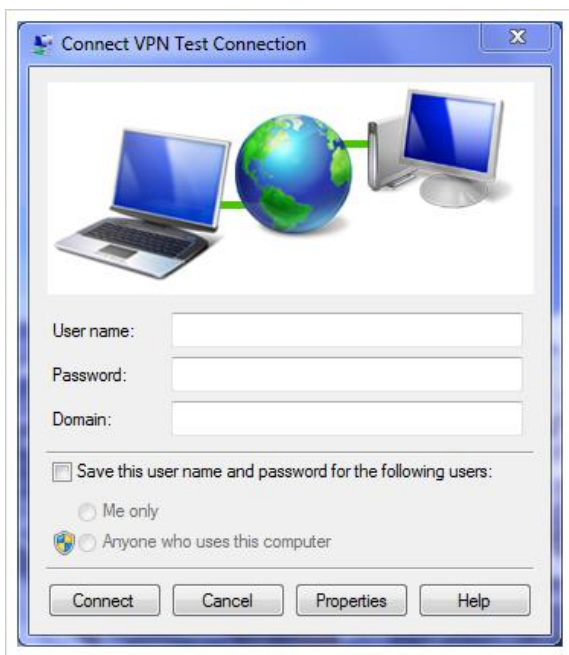 Connect VPN Test Connection
User name:
Password:
Domain:
Save this user name and password for the following users:
Me only
Anyone who uses this computer
Connect Cancel Properties Help